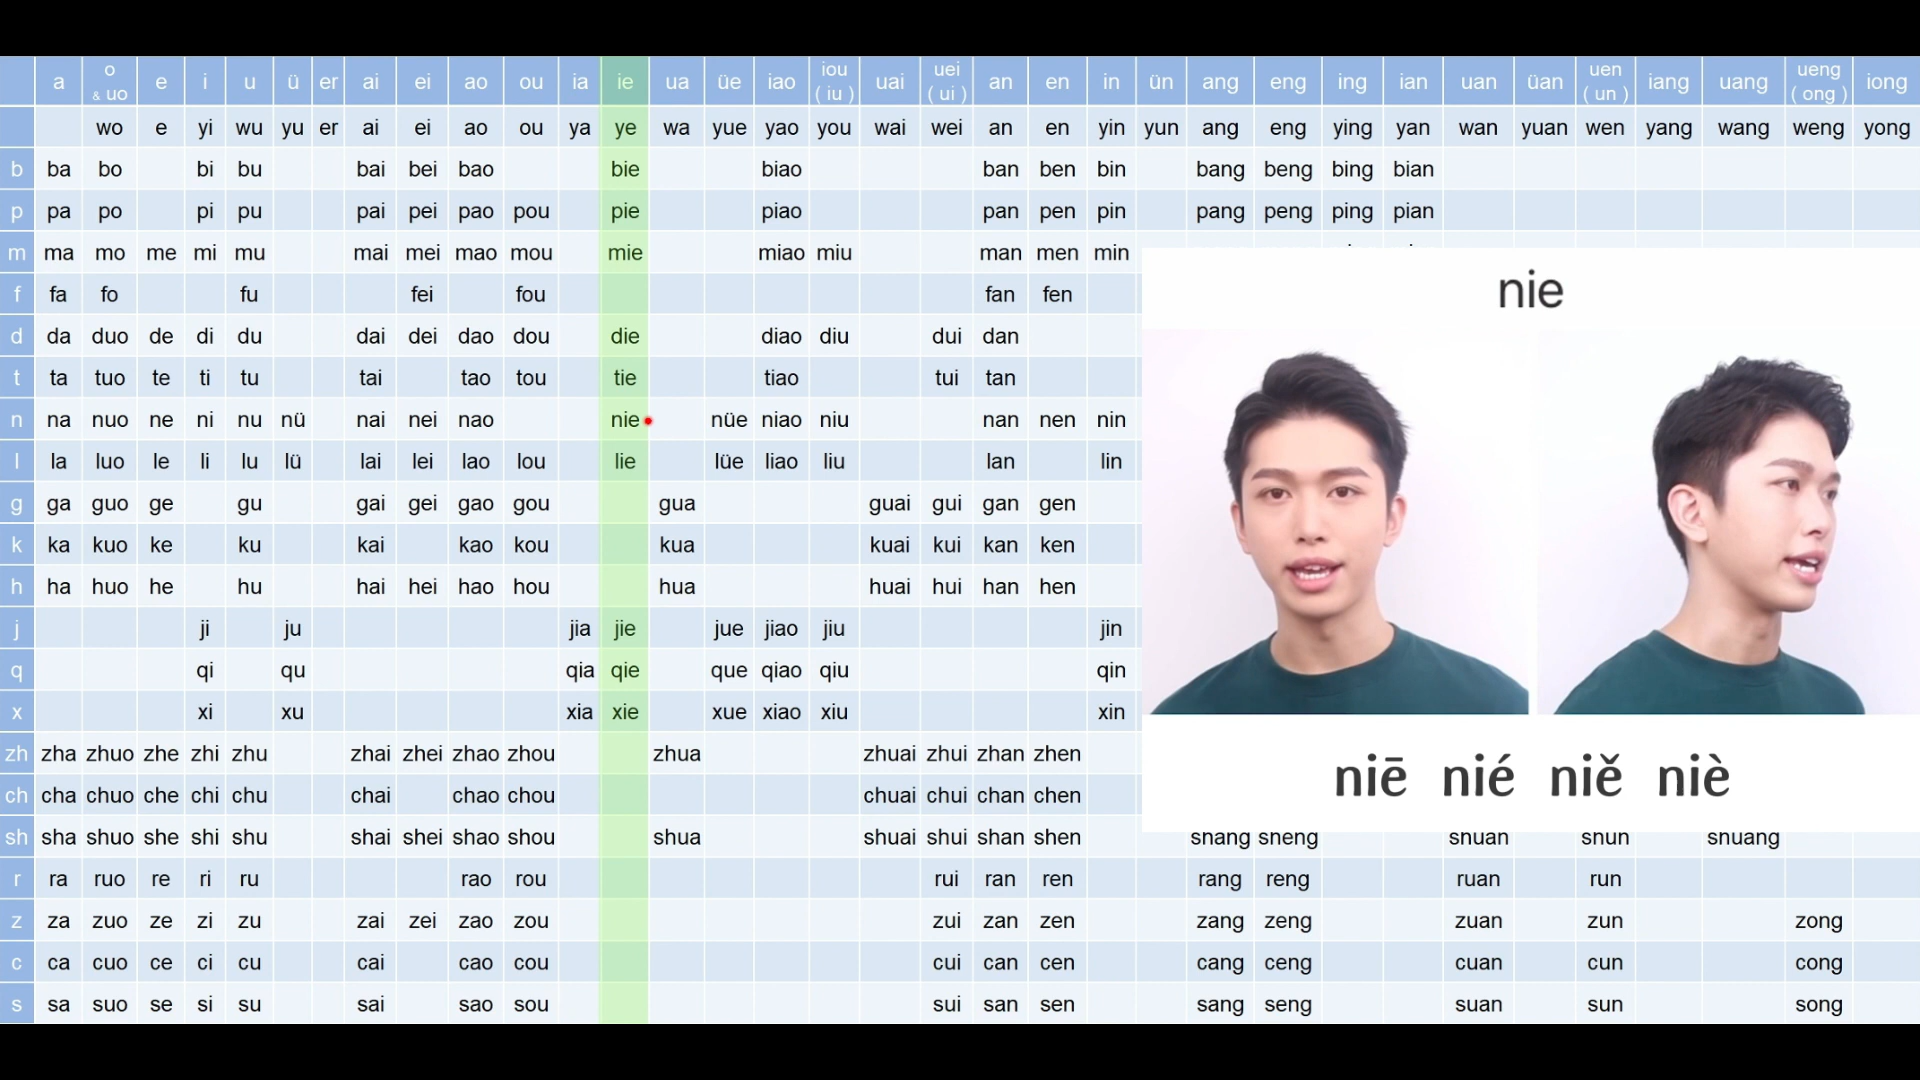 a o & uo e i u ü er ai ei ao ou ia ie ua üe iao iou ( iu ) uai uei ( ui ) an en in ün ang eng ing ian uan üan uen ( un ) iang uang ueng ( ong ) iong
wo e yi wu yu er ai ei ao ou ya ye wa yue yao you wai wei an en yin yun ang eng ying yan wan yuan wen yang wang weng yong
b ba bo bi bu bai bei bao bie biao ban ben bin bang beng bing bian
p pa po pi pu pai pei pao pou pie piao pan pen pin pang peng ping pian
m ma mo me mi mu mai mei mao mou mie miao miu man men min
f fa fo fu fei fou fan fen
d da duo de di du dai dei dao dou die diao diu dui dan
t ta tuo te ti tu tai tao tou tie tiao tui tan
n na nuo ne ni nu nü nai nei nao nie nüe niao niu nan nen nin
l la luo le li lu lü lai lei lao lou lie lüe liao liu lan lin
g ga guo ge gu gai gei gao gou gua guai gui gan gen
k ka kuo ke ku kai kao kou kua kuai kui kan ken
h ha huo he hu hai hei hao hou hua huai hui han hen
j ji ju jia jie jue jiao jiu jin
q qi qu qia qie que qiao qiu qin
x xi xu xia xie xue xiao xiu xin
zh zha zhuo zhe zhi zhu zhai zhei zhao zhou zhua zhuai zhui zhan zhen
ch cha chuo che chi chu chai chao chou chuai chui chan chen
sh sha shuo she shi shu shai shei shao shou shua shuai shui shan shen shang sheng shuan shun shuang
r ra ruo re ri ru rao rou rui ran ren rang reng ruan run
z za zuo ze zi zu zai zei zao zou zui zan zen zang zeng zuan zun zong
c ca cuo ce ci cu cai cao cou cui can cen cang ceng cuan cun cong
s sa suo se si su sai sao sou sui san sen sang seng suan sun song
nie
niē nié niě niè